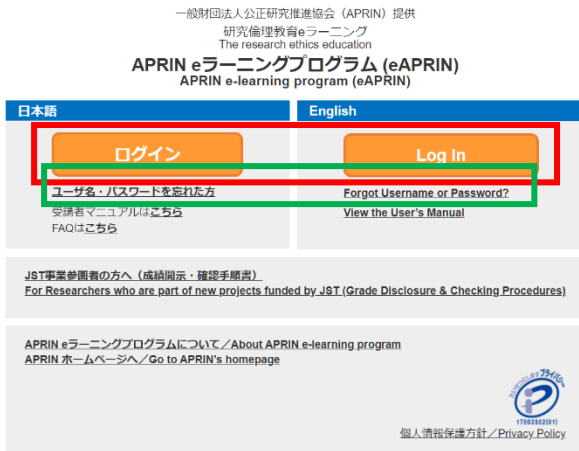 一般財団法人公正研究推進協会（APRIN）提供
研究倫理教育eラーニング
The research ethics education
APRIN eラーニングプログラム (eAPRIN)
APRIN e-learning program (eAPRIN)
日本語
English
ログイン
Log In
ユーザ名・パスワードを忘れた方
Forgot Username or Password?
受講者マニュアルはこちら
View the User's Manual
FAQはこちら
JST事業参画者の方へ（成績開示・確認手順書）
For Researchers who are part of new projects funded by JST (Grade Disclosure & Checking Procedures)
APRIN eラーニングプログラムについて／About APRIN e-learning program
APRIN ホームページへ／Go to APRIN's homepage
プライバシー
17003302(01)
個人情報保護方針／Privacy Policy